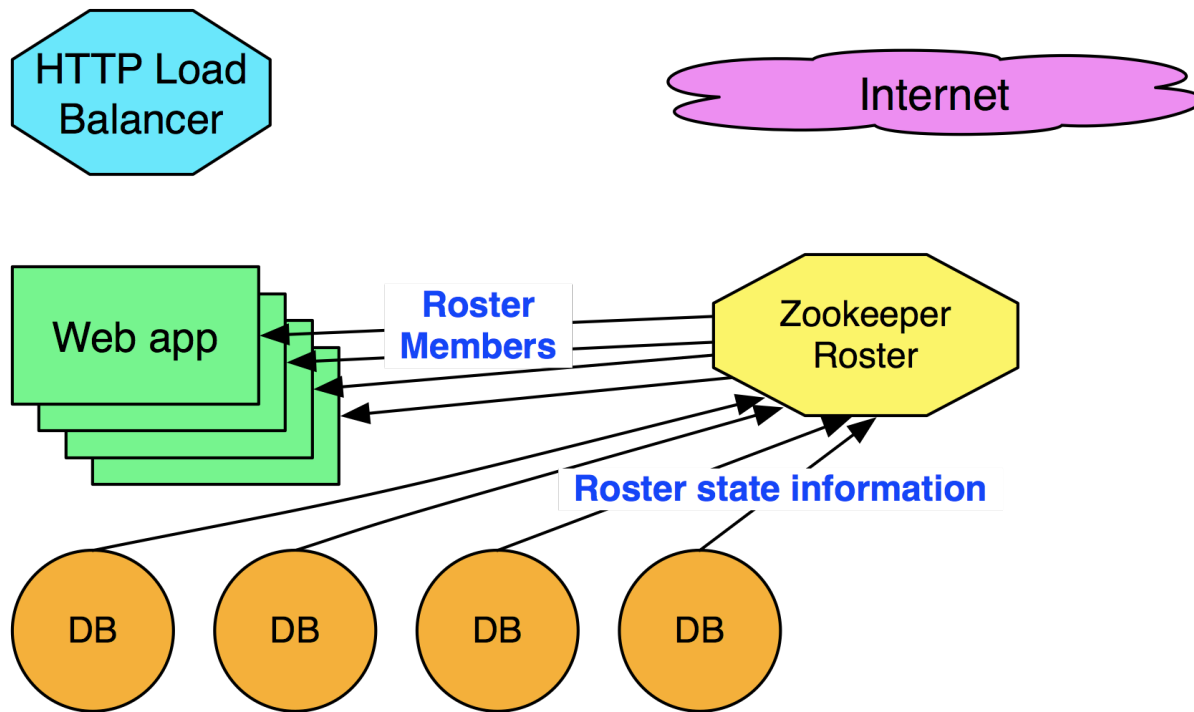 HTTP Load
Balancer
Internet
Web app
Roster
Members
Zookeeper
Roster
Roster state information
DB
DB
DB
DB